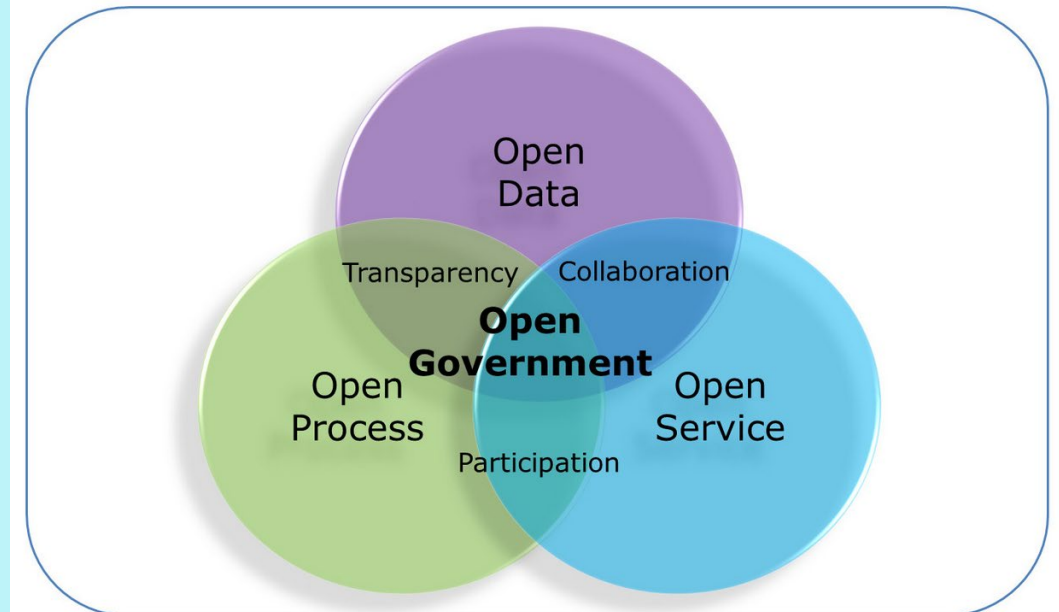 Open
Data
Transparency
Collaboration
Open
Government
Open
Process
Open
Service
Participation